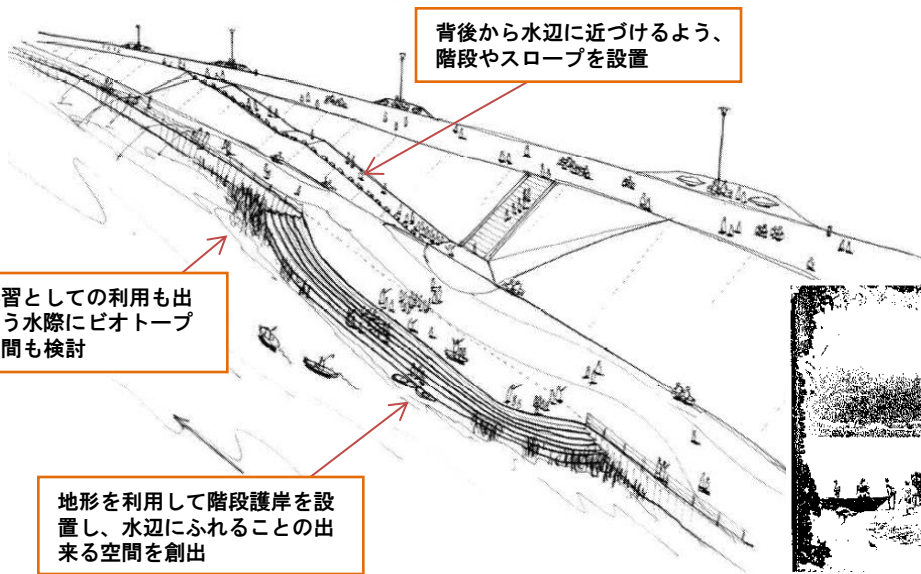 背後から水辺に近づけるよう、
階段やスロープを設置
習としての利用も出
う水際にビオトープ
間も検討
地形を利用して階段護岸を設
置し、水辺にふれることの出
来る空間を創出